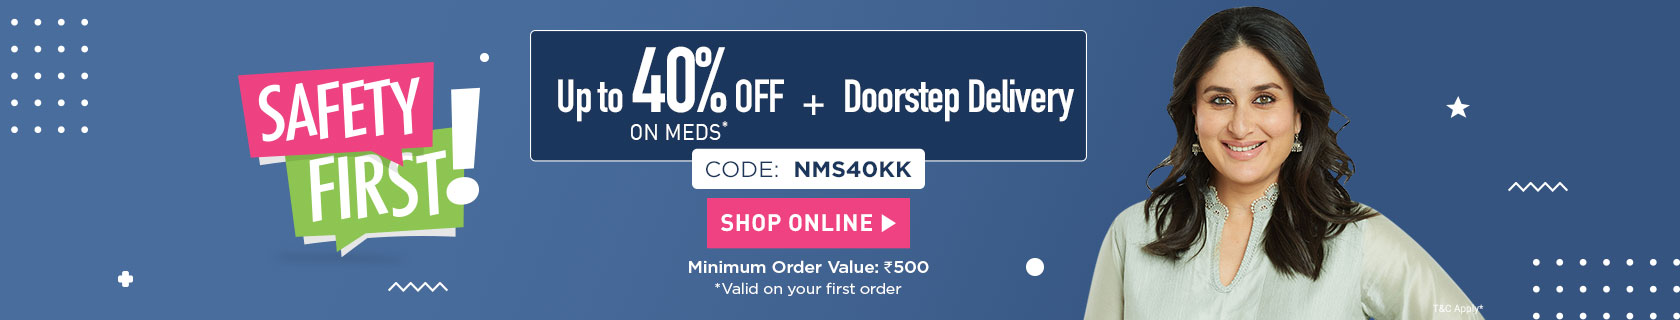 SAFETY
FIRST!
Up to 40% OFF + Doorstep Delivery
ON MEDS*
CODE: NMS40KK
SHOP ONLINE ▶
Minimum Order Value: ₹500
*Valid on your first order
T&C Apply*